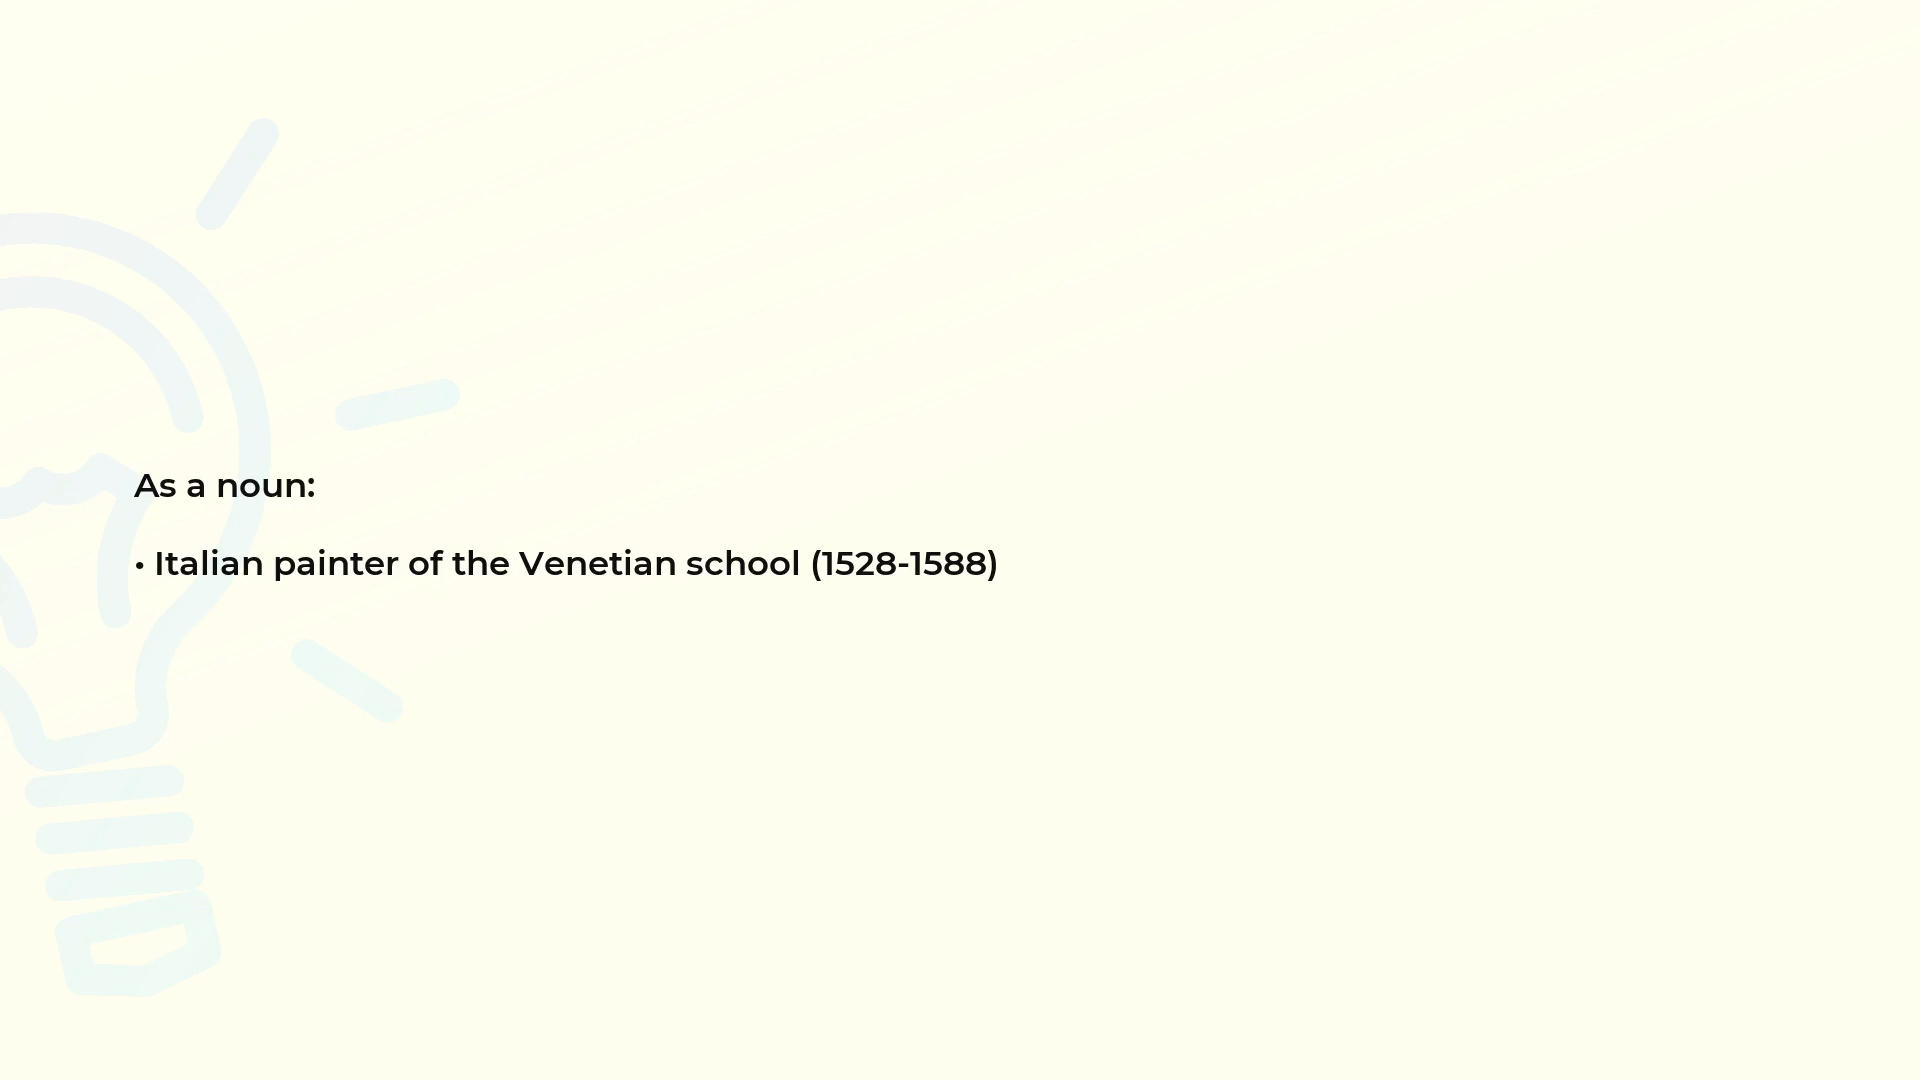 As a noun:
• Italian painter of the Venetian school (1528-1588)